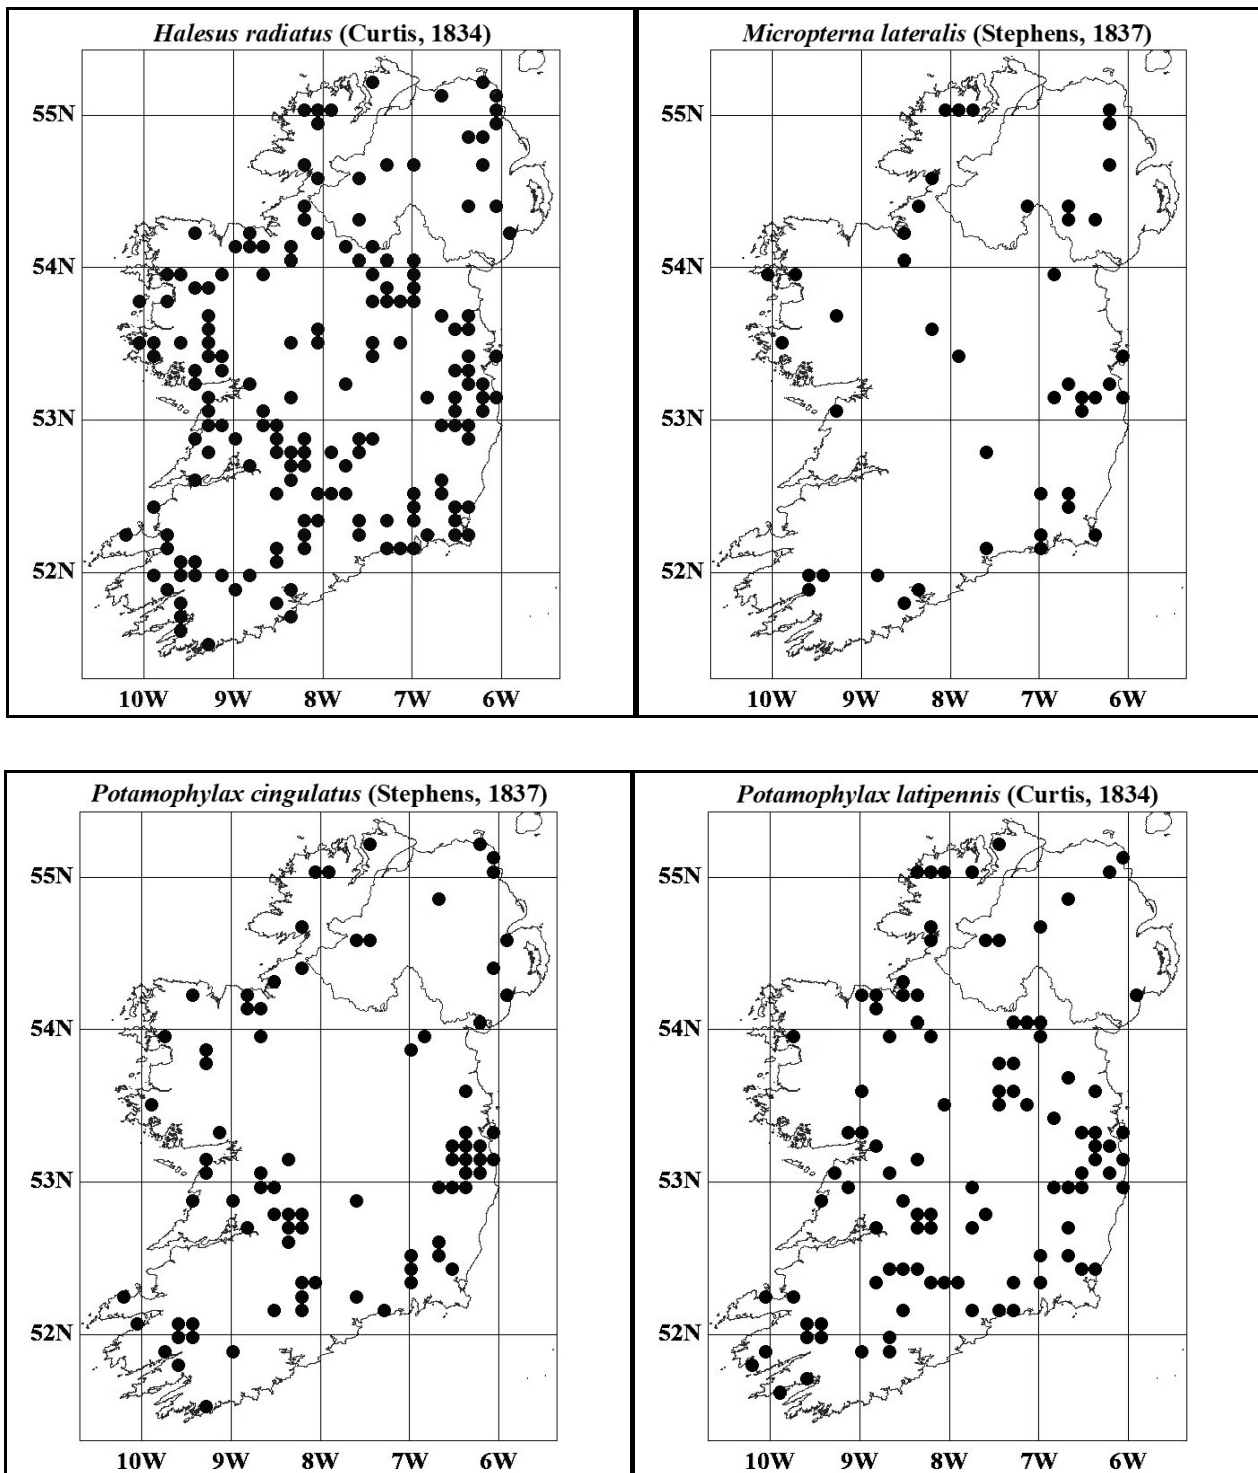 Halesus radiatus (Curtis, 1834)
55N
54N
53N
52N
10W 9W 8W 7W 6W
Micropterna lateralis (Stephens, 1837)
55N
54N
53N
52N
10W 9W 8W 7W 6W
Potamophylax cingulatus (Stephens, 1837)
55N
54N
53N
52N
10W 9W 8W 7W 6W
Potamophylax latipennis (Curtis, 1834)
55N
54N
53N
52N
10W 9W 8W 7W 6W